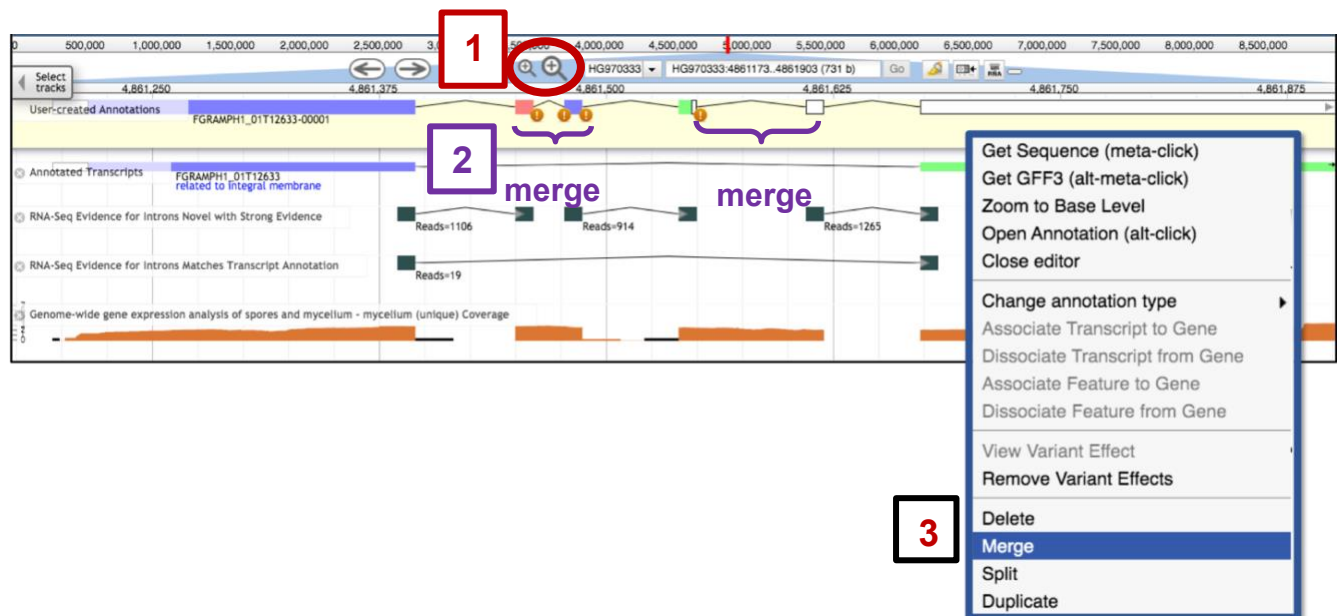 1
0 500,000 1,000,000 1,500,000 2,000,000 2,500,000 4,000,000 4,500,000 5,000,000 5,500,000 6,000,000 6,500,000 7,000,000 7,500,000 8,000,000 8,500,000
Select
tracks
HG970333 HG970333:4861173..4861903 (731 b) Go
4,861,250 4,861,375 4,861,500 4,861,625 4,861,750 4,861,875
User-created Annotations
FGRAMPH1_01T12633-00001
2
merge merge
Annotated Transcripts
FGRAMPH1_01T12633
related to Integral membrane
RNA-Seq Evidence for Introns Novel with Strong Evidence
Reads=1106 Reads=914 Reads=1265
RNA-Seq Evidence for Introns Matches Transcript Annotation
Reads=19
Genome-wide gene expression analysis of spores and mycelium - mycelium (unique) Coverage
Get Sequence (meta-click)
Get GFF3 (alt-meta-click)
Zoom to Base Level
Open Annotation (alt-click)
Close editor
Change annotation type
Associate Transcript to Gene
Dissociate Transcript from Gene
Associate Feature to Gene
Dissociate Feature from Gene
View Variant Effect
Remove Variant Effects
3
Delete
Merge
Split
Duplicate